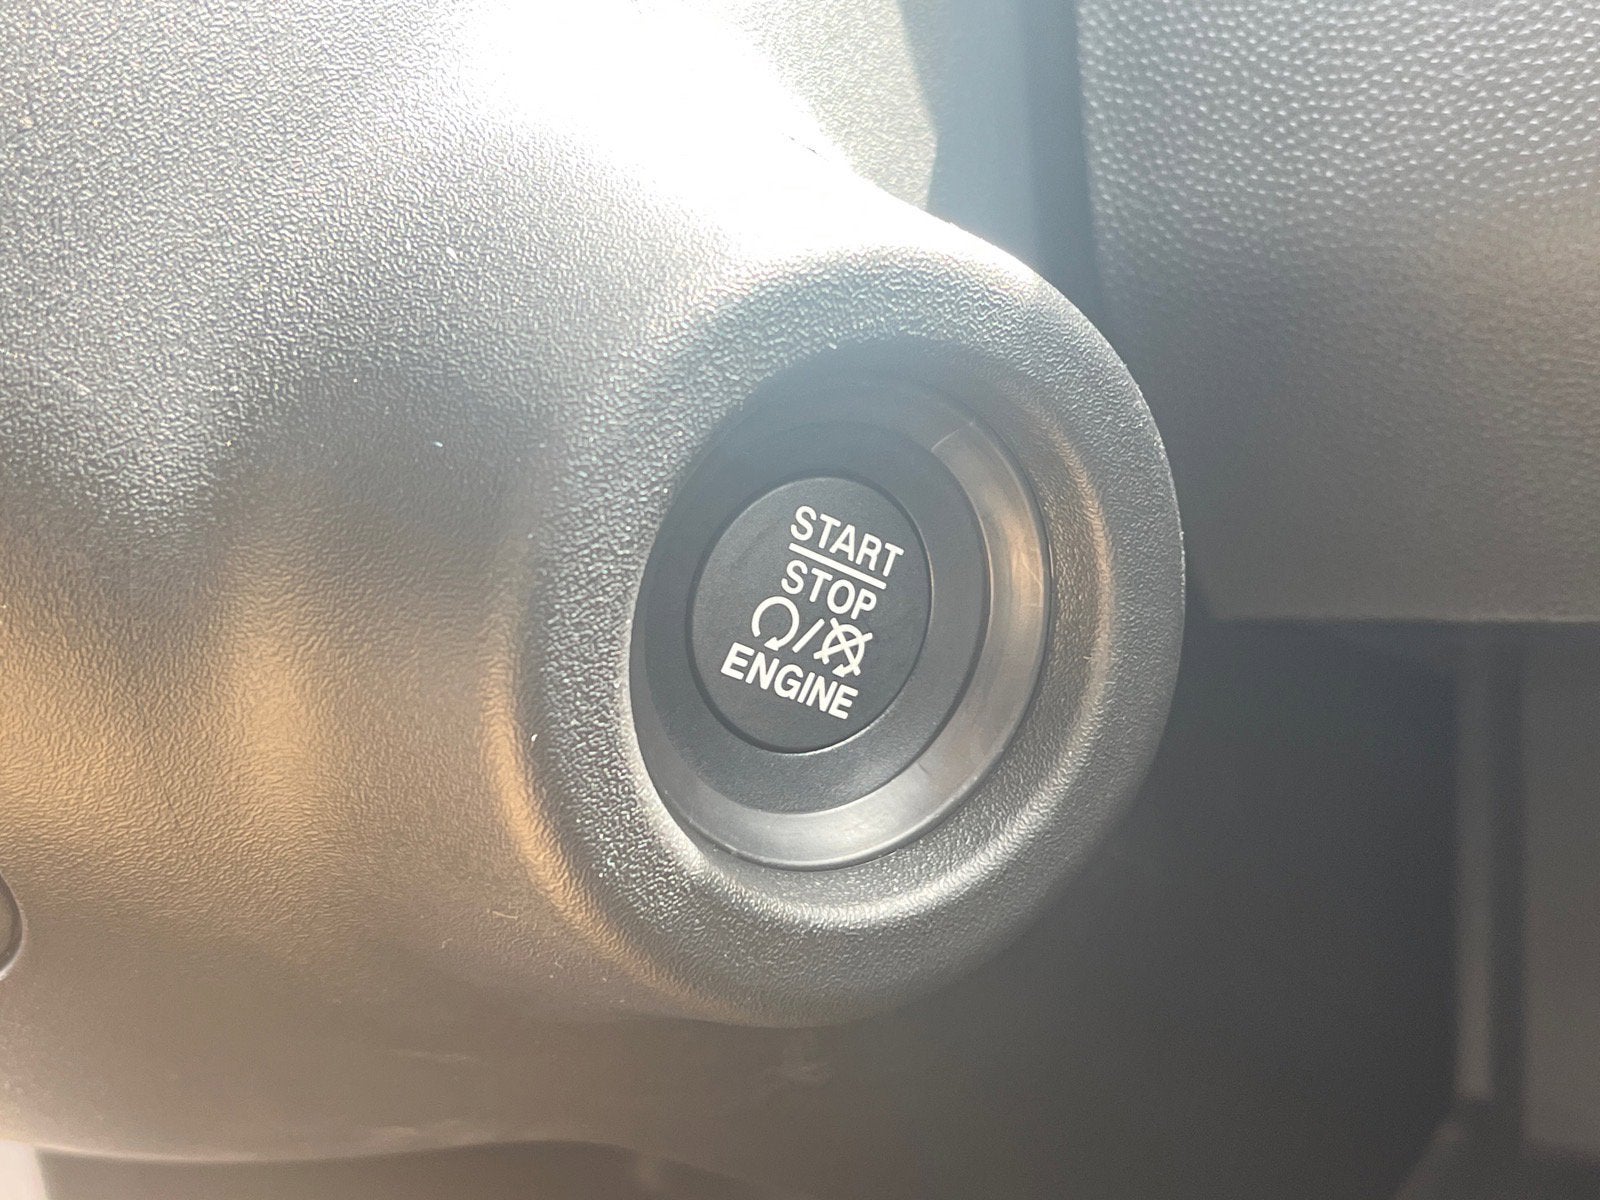 START
STOP
/
ENGINE